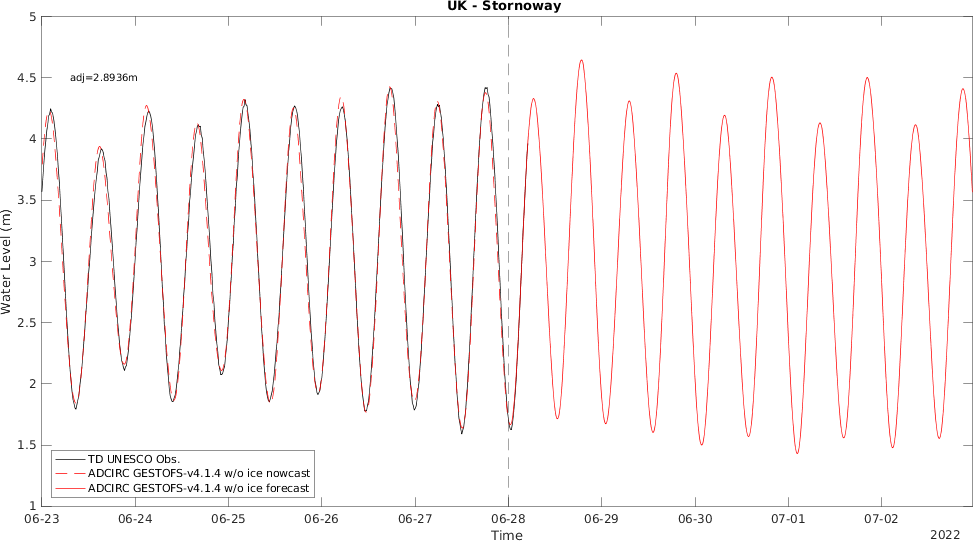 UK - Stornoway
5
4.5
4
3.5
3
2.5
2
1.5
1
Water Level (m)
adj=2.8936m
TD UNESCO Obs.
ADCIRC GESTOFS-v4.1.4 w/o ice nowcast
ADCIRC GESTOFS-v4.1.4 w/o ice forecast
06-23 06-24 06-25 06-26 06-27 06-28 06-29 06-30 07-01 07-02
Time
2022